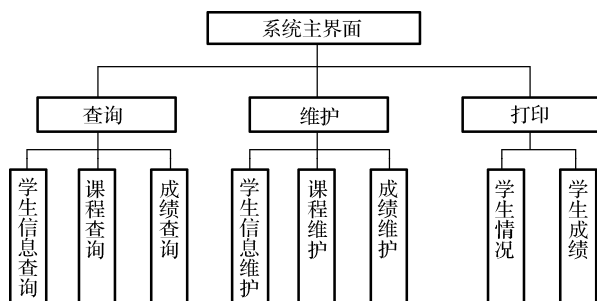 系统主界面
查询
维护
打印
学生信息查询
课程查询
成绩查询
学生信息维护
课程维护
成绩维护
学生情况
学生成绩